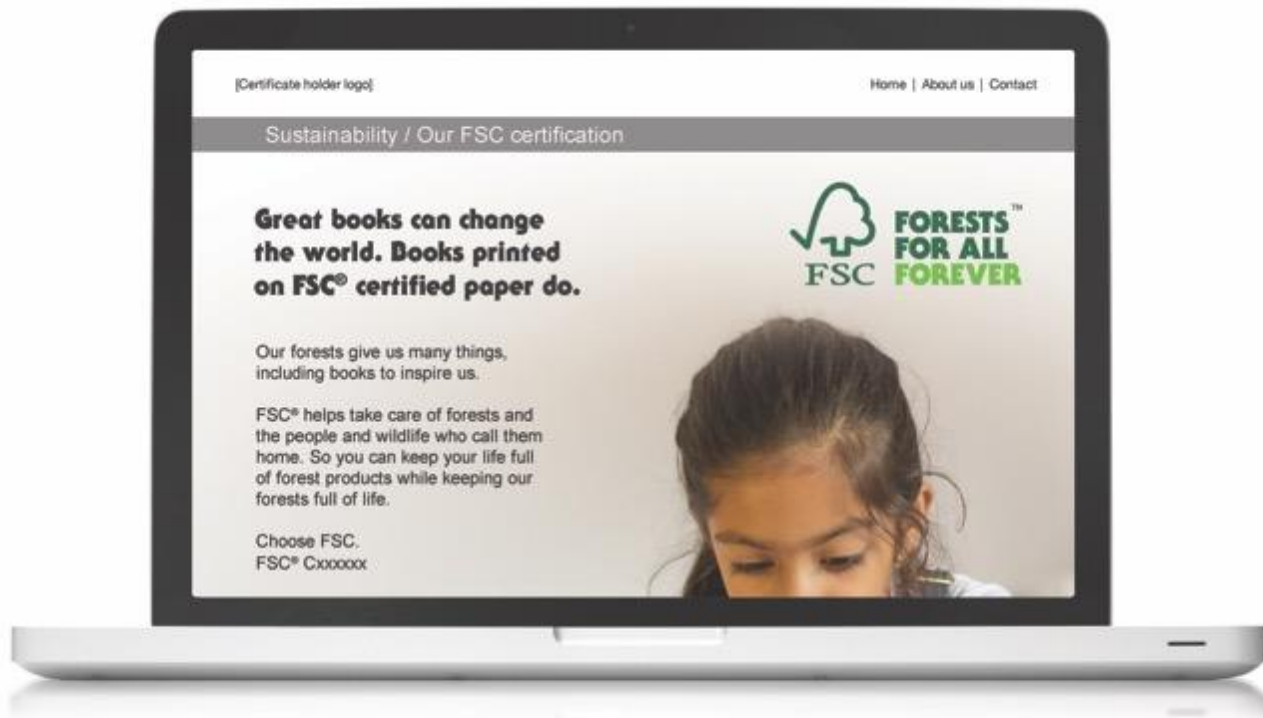 [Certificate holder logo]
Home | About us | Contact
Sustainability / Our FSC certification
Great books can change
the world. Books printed
on FSC® certified paper do.
FSC
FORESTS™
FOR ALL
FOREVER
Our forests give us many things,
including books to inspire us.
FSC® helps take care of forests and
the people and wildlife who call them
home. So you can keep your life full
of forest products while keeping our
forests full of life.
Choose FSC.
FSC® Cxxxxxx